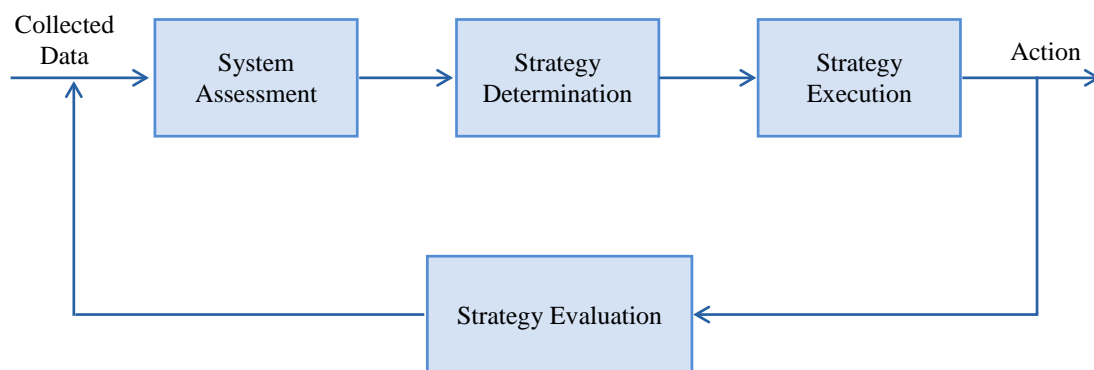 Collected
Data
System
Assessment
Strategy
Determination
Strategy
Execution
Action
Strategy Evaluation